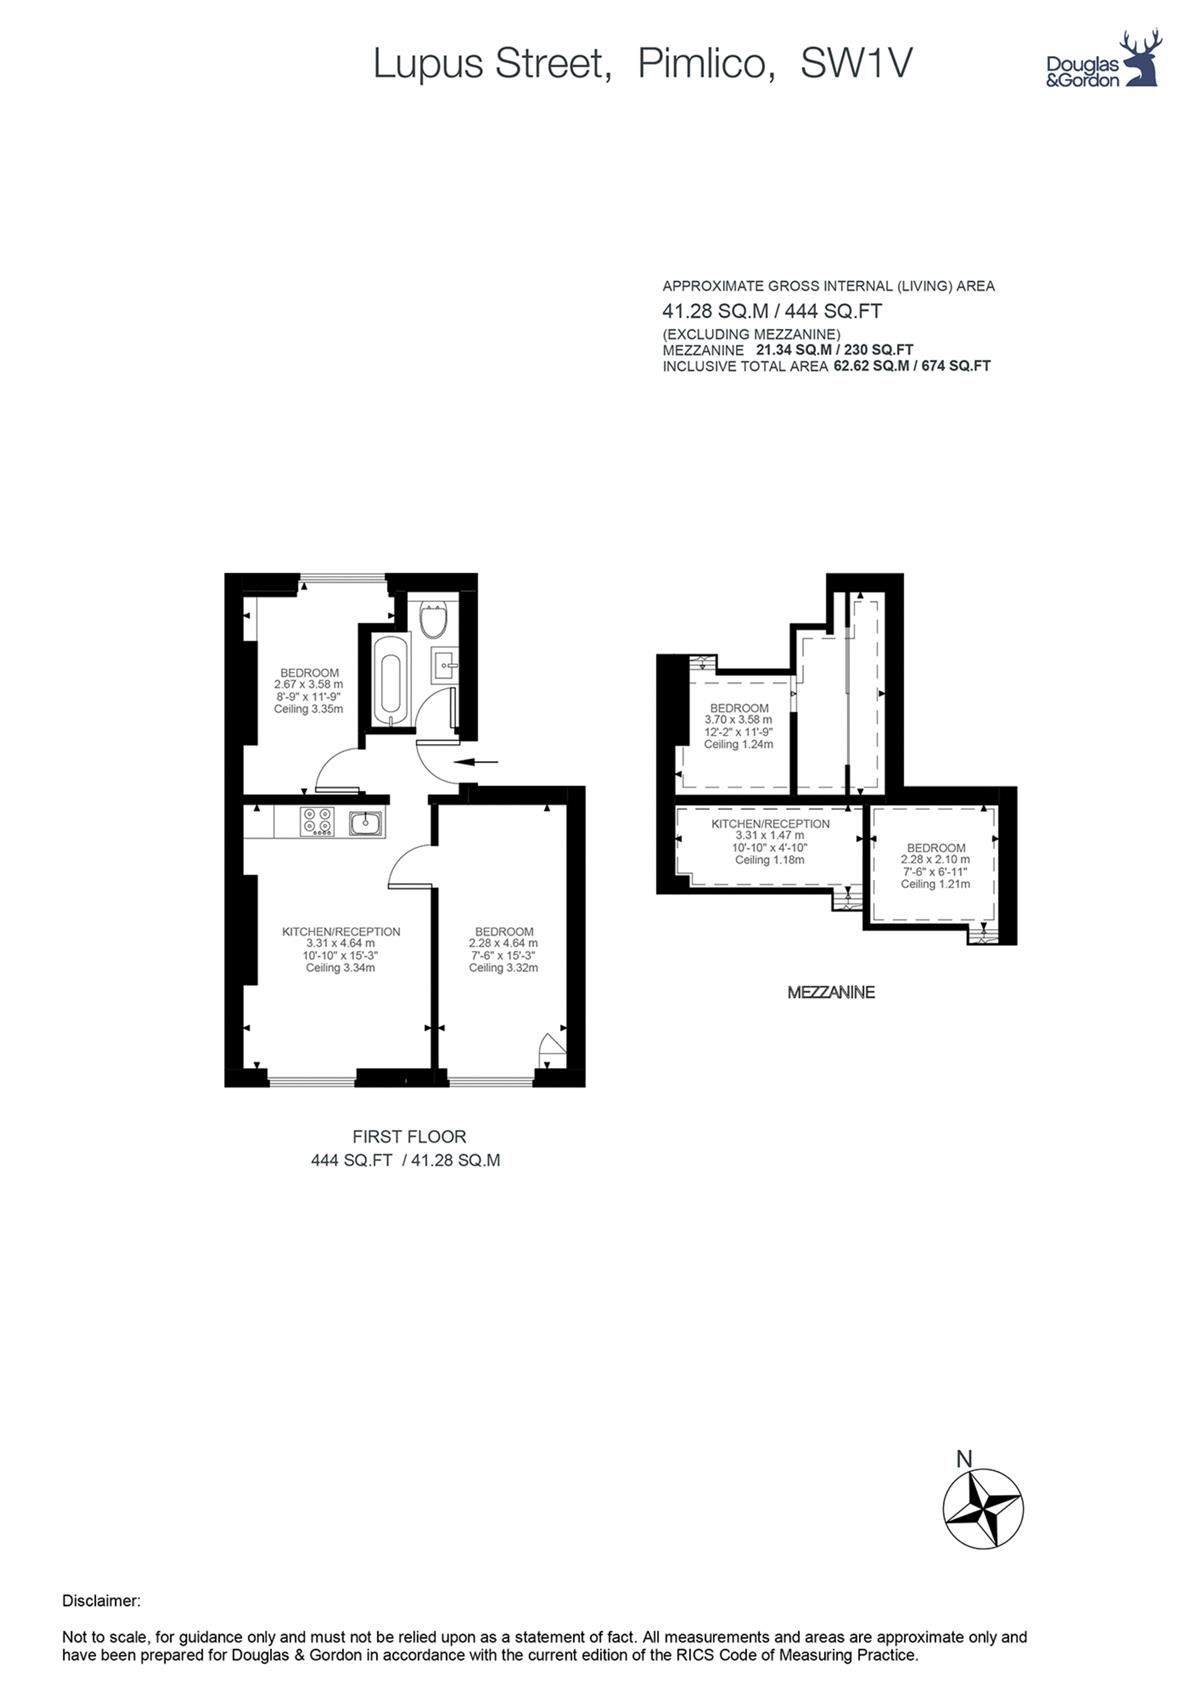 Lupus Street, Pimlico, SW1V
Douglas
&Gordon
APPROXIMATE GROSS INTERNAL (LIVING) AREA
41.28 SQ.M / 444 SQ.FT
(EXCLUDING MEZZANINE)
MEZZANINE 21.34 SQ.M / 230 SQ.FT
INCLUSIVE TOTAL AREA 62.62 SQ.M / 674 SQ.FT
BEDROOM
2.67 x 3.58 m
8'-9" x 11'-9"
Ceiling 3.35m
KITCHEN/RECEPTION
3.31 x 4.64 m
10'-10" x 15'-3"
Ceiling 3.34m
BEDROOM
2.28 x 4.64 m
7'-6" x 15'-3"
Ceiling 3.32m
FIRST FLOOR
444 SQ.FT / 41.28 SQ.M
BEDROOM
3.70 x 3.58 m
12'-2" x 11'-9"
Ceiling 1.24m
KITCHEN/RECEPTION
3.31 x 1.47 m
10'-10" x 4'-10"
Ceiling 1.18m
BEDROOM
2.28 x 2.10 m
7'-6" x 6'-11"
Ceiling 1.21m
MEZZANINE
N
Disclaimer:
Not to scale, for guidance only and must not be relied upon as a statement of fact. All measurements and areas are approximate only and
have been prepared for Douglas & Gordon in accordance with the current edition of the RICS Code of Measuring Practice.